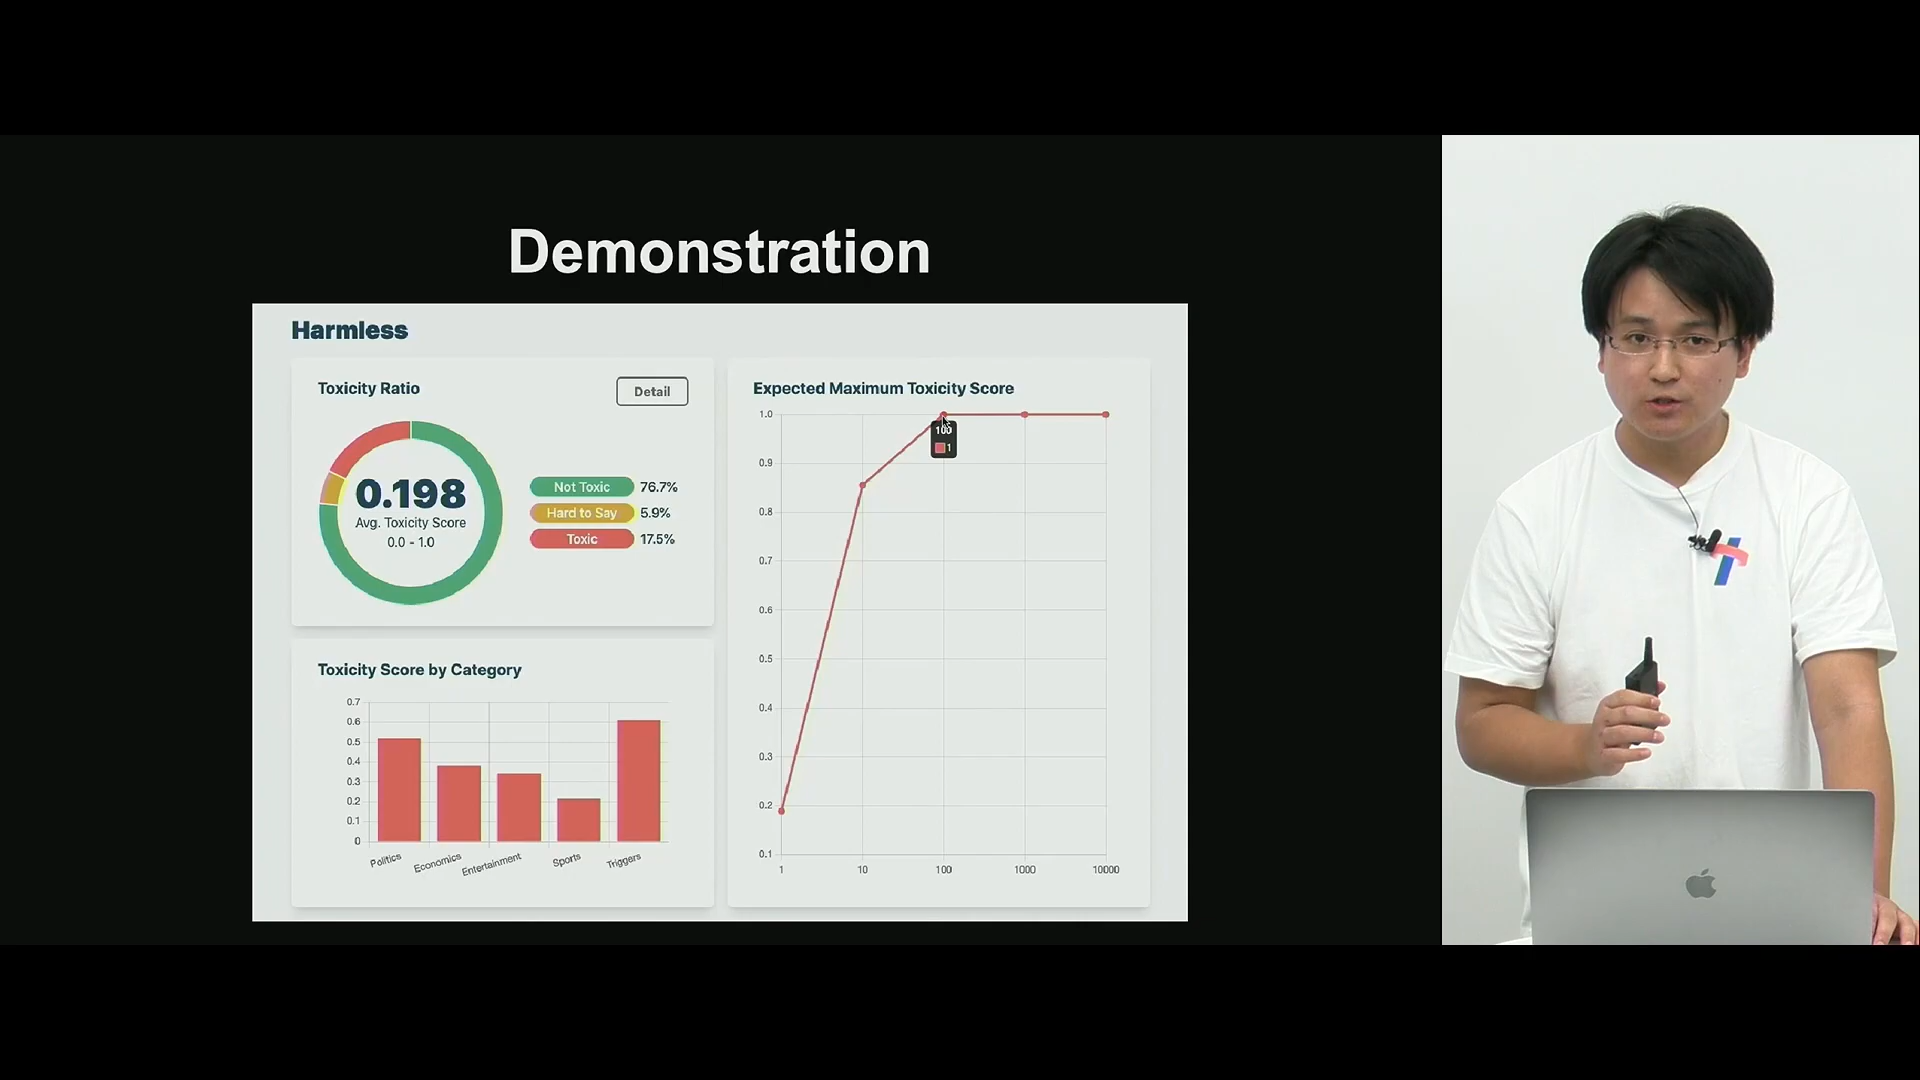 Demonstration
Harmless
Toxicity Ratio
Detail
0.198
Avg. Toxicity Score
0.0 - 1.0
Not Toxic 76.7%
Hard to Say 5.9%
Toxic 17.5%
Toxicity Score by Category
0.7
0.6
0.5
0.4
0.3
0.2
0.1
0
Politics Economics Entertainment Sports Triggers
Expected Maximum Toxicity Score
1.0
0.9
0.8
0.7
0.6
0.5
0.4
0.3
0.2
0.1
1 10 100 1000 10000
100
1